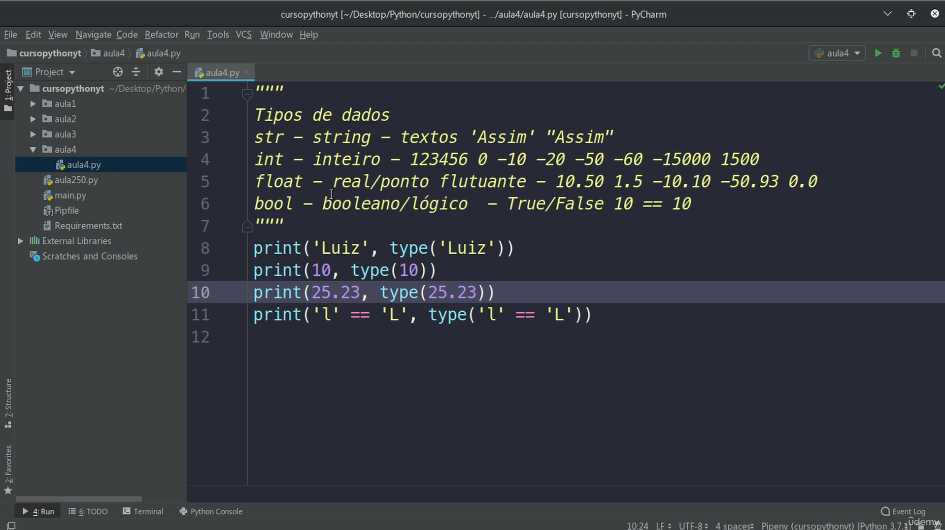 cursopythonyt [~/Desktop/Python/cursopythonyt] - .../aula4/aula4.py [cursopythonyt] - PyCharm
File Edit View Navigate Code Refactor Run Tools VCS Window Help
cursopythonyt aula4 aula4.py aula4
1: Project
Project
aula4.py
cursopythonyt ~/Desktop/Python/
aula1
aula2
aula3
aula4
aula4.py
aula250.py
main.py
Pipfile
Requirements.txt
External Libraries
Scratches and Consoles
1 """
2 Tipos de dados
3 str - string - textos 'Assim' "Assim"
4 int - inteiro - 123456 0 -10 -20 -50 -60 -15000 1500
5 float - real/ponto flutuante - 10.50 1.5 -10.10 -50.93 0.0
6 bool - booleano/lógico  - True/False 10 == 10
7 """
8 print('Luiz', type('Luiz'))
9 print(10, type(10))
10 print(25.23, type(25.23))
11 print('l' == 'L', type('l' == 'L'))
12
7: Structure
2: Favorites
4: Run 6: TODO Terminal Python Console Event Log
10:24 LF UTF-8 4 spaces Pipenv (cursopythonyt) [Python 3.7.
udemy